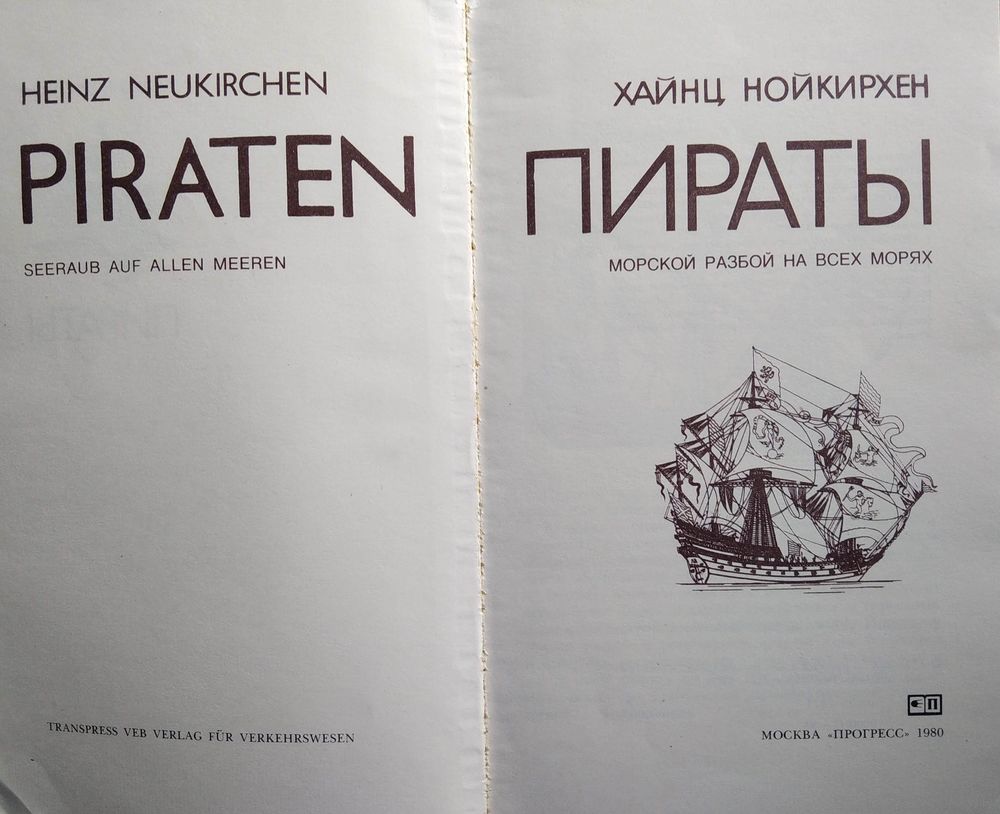 HEINZ NEUKIRCHEN
PIRATEN
SEERAUB AUF ALLEN MEEREN
TRANSPRESS VEB VERLAG FÜR VERKEHRSWESEN
ХАЙНЦ НОЙКИРХЕН
ПИРАТЫ
МОРСКОЙ РАЗБОЙ НА ВСЕХ МОРЯХ
П
МОСКВА «ПРОГРЕСС» 1980